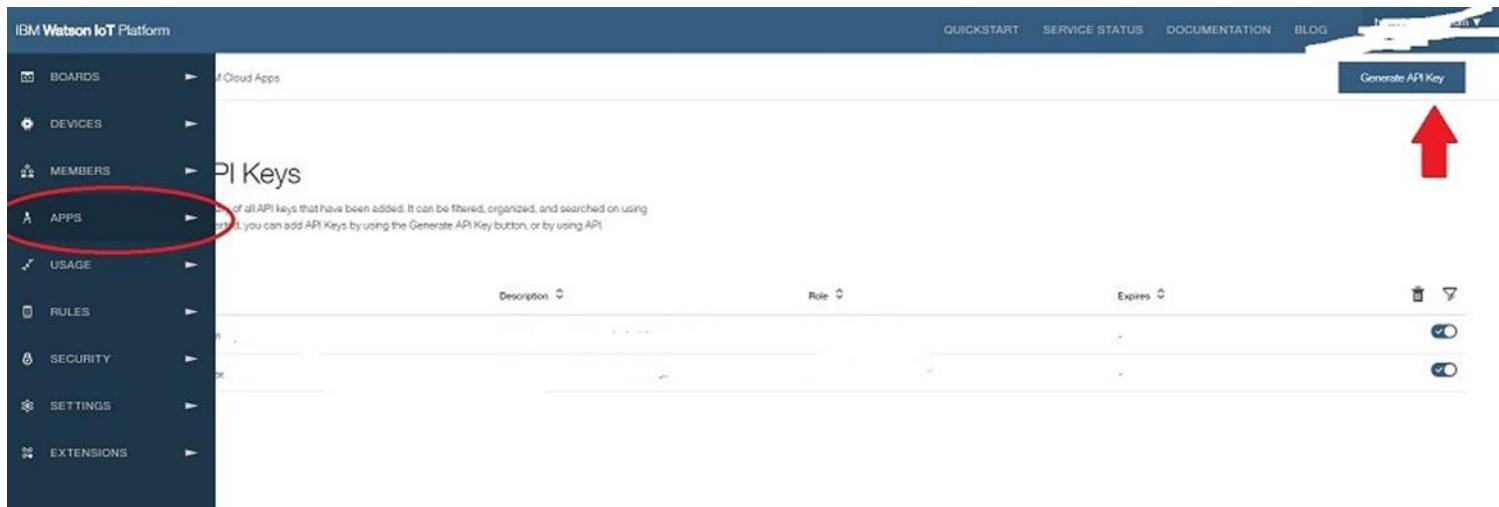 IBM Watson IoT Platform
QUICKSTART SERVICE STATUS DOCUMENTATION BLOG
BOARDS
Cloud Apps
Generate API Key
DEVICES
MEMBERS
PI Keys
APPS
of all API keys that have been added. It can be filtered, organized, and searched on using
you can add API Keys by using the Generate API Key button, or by using API.
USAGE
Description Role Expires
RULES
SECURITY
SETTINGS
EXTENSIONS